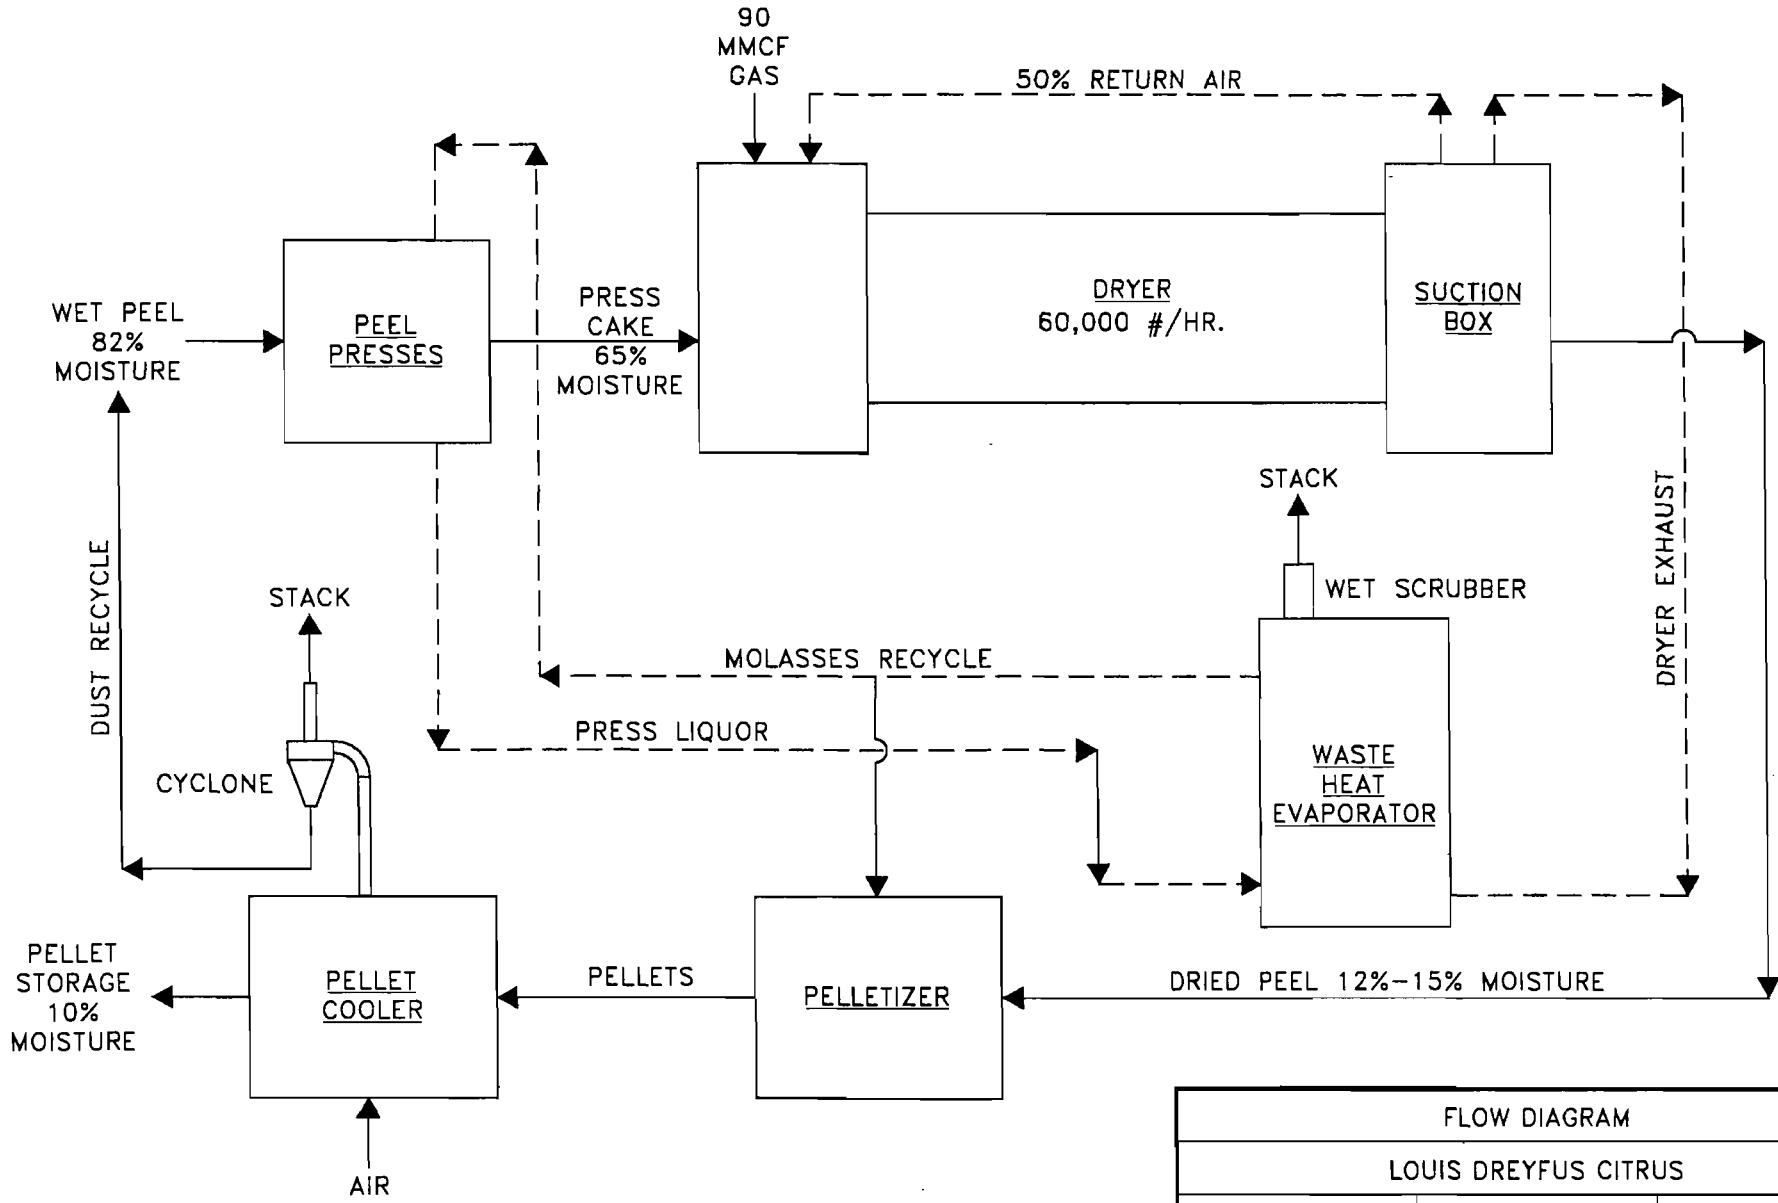 90
MMCF
GAS
50% RETURN AIR
WET PEEL
82%
MOISTURE
PEEL
PRESSES
PRESS
CAKE
65%
MOISTURE
DRYER
60,000 #/HR.
SUCTION
BOX
STACK
WET SCRUBBER
DRYER EXHAUST
DUST RECYCLE
STACK
MOLASSES RECYCLE
PRESS LIQUOR
CYCLONE
WASTE
HEAT
EVAPORATOR
PELLET
STORAGE
10%
MOISTURE
PELLET
COOLER
PELLETS
PELLETIZER
DRIED PEEL 12%-15% MOISTURE
AIR
FLOW DIAGRAM
LOUIS DREYFUS CITRUS